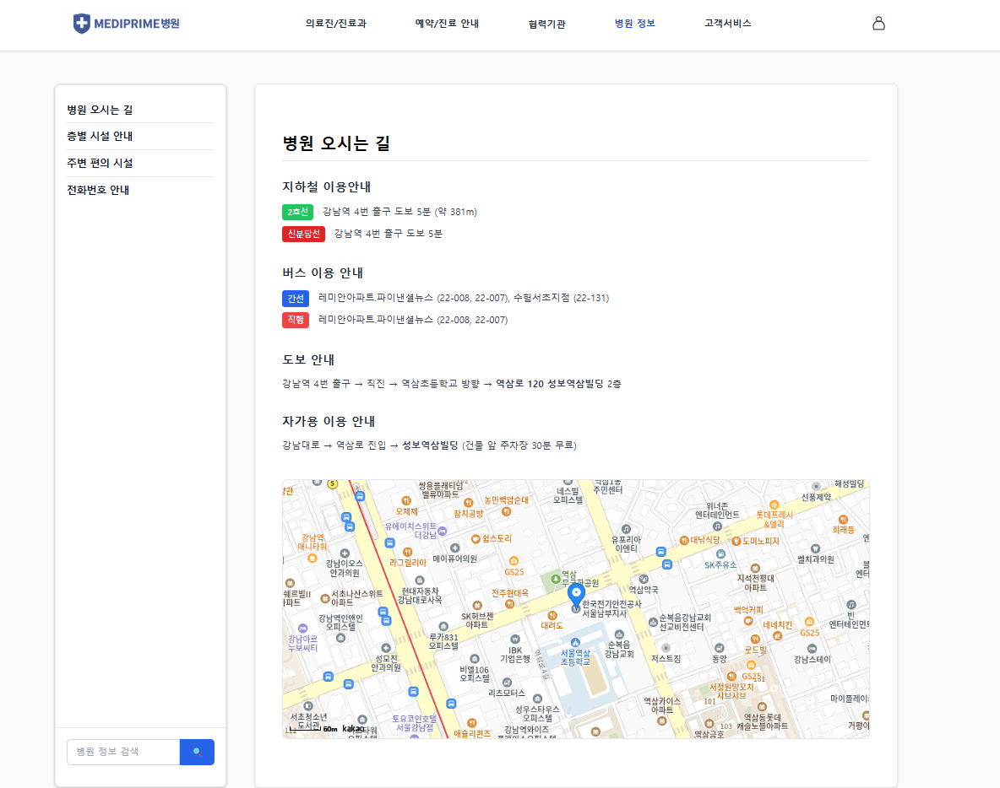 MEDIPRIME병원
의료진/진료과
예약/진료 안내
협력기관
병원 정보
고객서비스
병원 오시는 길
층별 시설 안내
주변 편의 시설
전화번호 안내
병원 정보 검색
병원 오시는 길
지하철 이용안내
2호선 강남역 4번 출구 도보 5분 (약 381m)
신분당선 강남역 4번 출구 도보 5분
버스 이용 안내
간선 레미안아파트.파이낸셜뉴스 (22-008, 22-007), 수험서초지점 (22-131)
직행 레미안아파트.파이낸셜뉴스 (22-008, 22-007)
도보 안내
강남역 4번 출구 → 직진 → 역삼초등학교 방향 → 역삼로 120 성보역삼빌딩 2층
자가용 이용 안내
강남대로 → 역삼로 진입 → 성보역삼빌딩 (건물 앞 주차장 30분 무료)
5
쌍용플래티넘
밸류아파트
네스빌
오피스텔
역삼1동
주민센터
해성빌딩
신풍제약
오제제
참치공방
농민백암순대
위너존
엔터테인먼트
롯데프레시
&델리
희래등
강남역
애니타워
유에이치스위트
더강남
쉼스토리
유포리아
이엔티
대낚식당
도미노피자
강남이오스
안과의원
라그릴리아
메이퓨어의원
GS25
SK주유소
쎌치과의원
역삼
무궁화공원
지석천평대
아파트
서초나산스위트
아파트
현대자동차
강남대로사옥
전주현대옥
역삼약국
한국전기안전공사
서울남부지사
강남역인앤인
오피스텔
SK허브젠
아파트
대려도
순복음강남교회
선교비전센터
백억커피
네네치킨
GS25
빈
엔터테인먼트
강남아르
누보씨티
루카831
오피스텔
IBK
기업은행
역삼로4길
서울역삼
초등학교
순복음
강남교회
저스트짐
동양
로드빌
강남스테이
성모진
안과의원
비엘106
오피스텔
리츠모터스
GS25
서정원양꼬치
샤브샤브
101
마이플레이
서초청소년
도서관
토요코인호텔
서울강남점
성우스타우스
오피스텔
역삼카이스
아파트
역삼동롯데
캐슬노블아파트
103
60m kakao
애슐리퀸즈
강남역와이즈
역삼금호